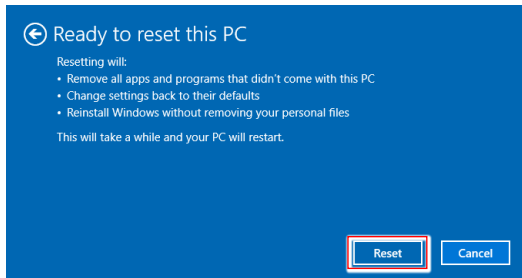 Ready to reset this PC
Resetting will:
• Remove all apps and programs that didn't come with this PC
• Change settings back to their defaults
• Reinstall Windows without removing your personal files
This will take a while and your PC will restart.
Reset
Cancel